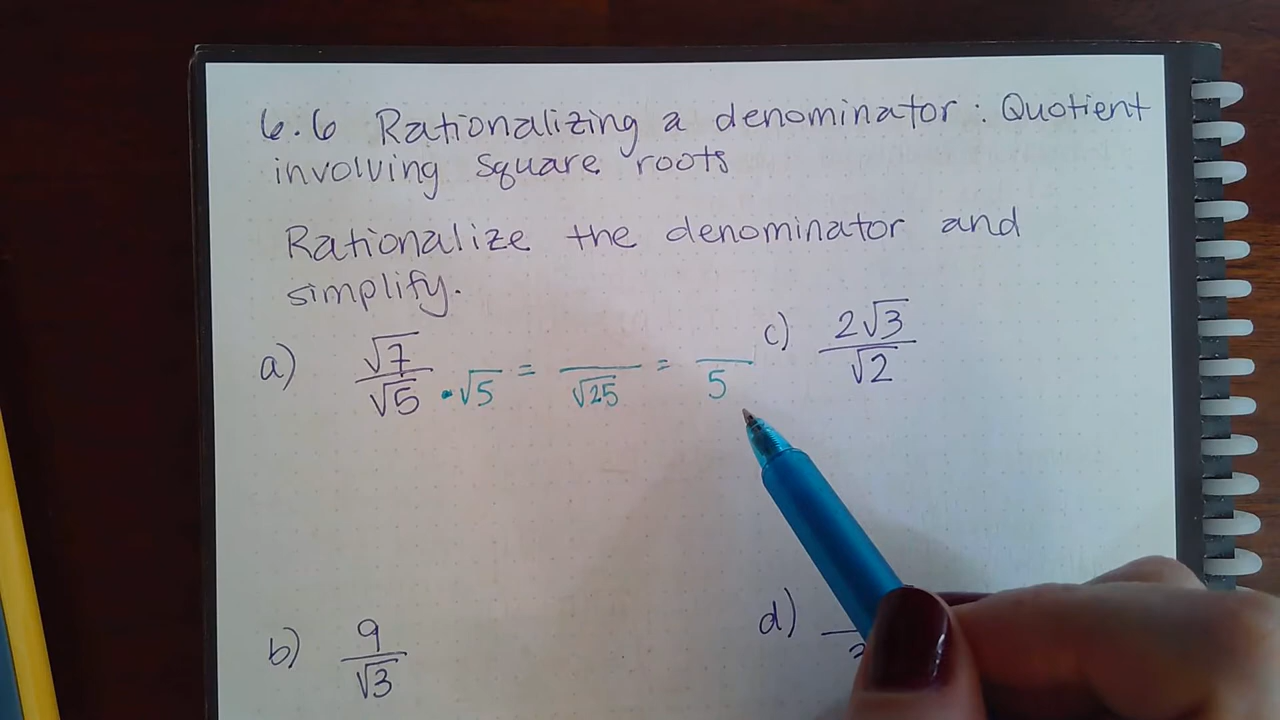 6.6 Rationalizing a denominator: Quotient
involving square roots
Rationalize the denominator and
simplify.
a) √7/√5 · √5 = /√25 = /5
c) 2√3/√2
b) 9/√3
d)